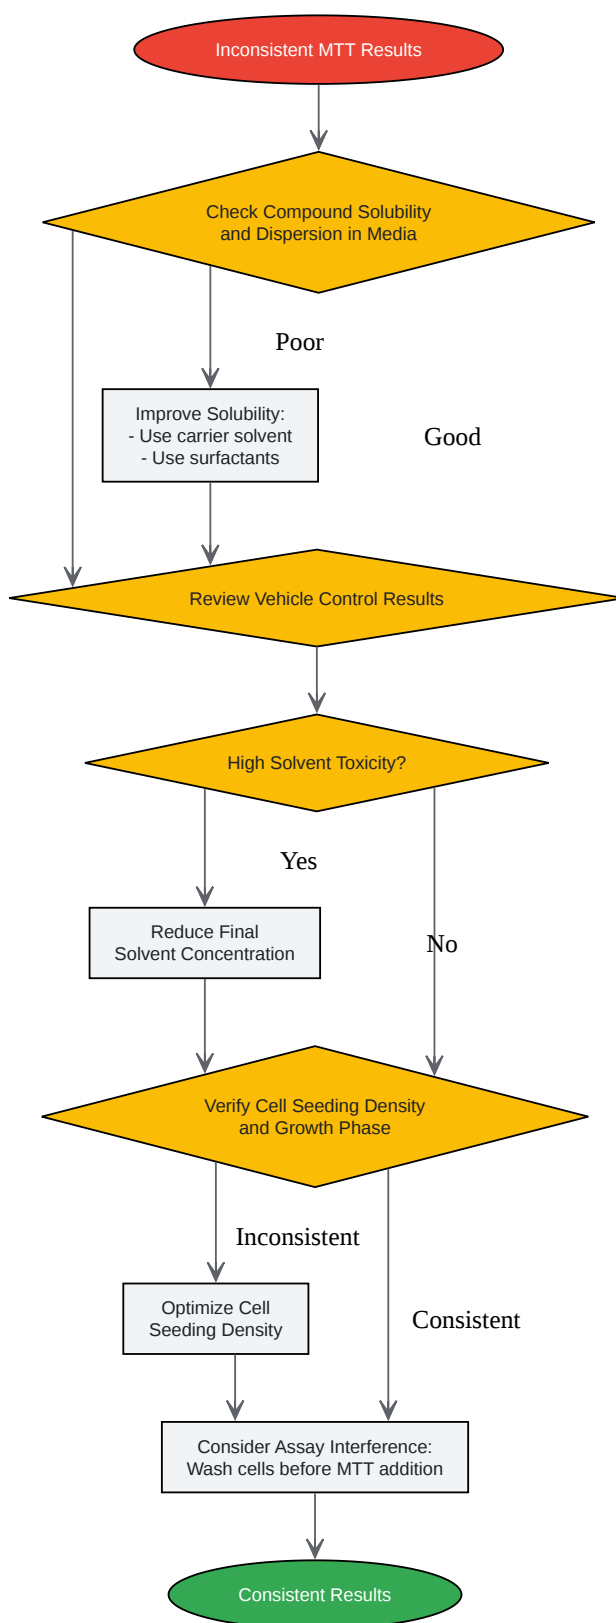 Inconsistent MTT Results
Check Compound Solubility
and Dispersion in Media
Poor
Improve Solubility:
- Use carrier solvent
- Use surfactants
Good
Review Vehicle Control Results
High Solvent Toxicity?
Yes
Reduce Final
Solvent Concentration
No
Verify Cell Seeding Density
and Growth Phase
Inconsistent
Optimize Cell
Seeding Density
Consistent
Consider Assay Interference:
Wash cells before MTT addition
Consistent Results